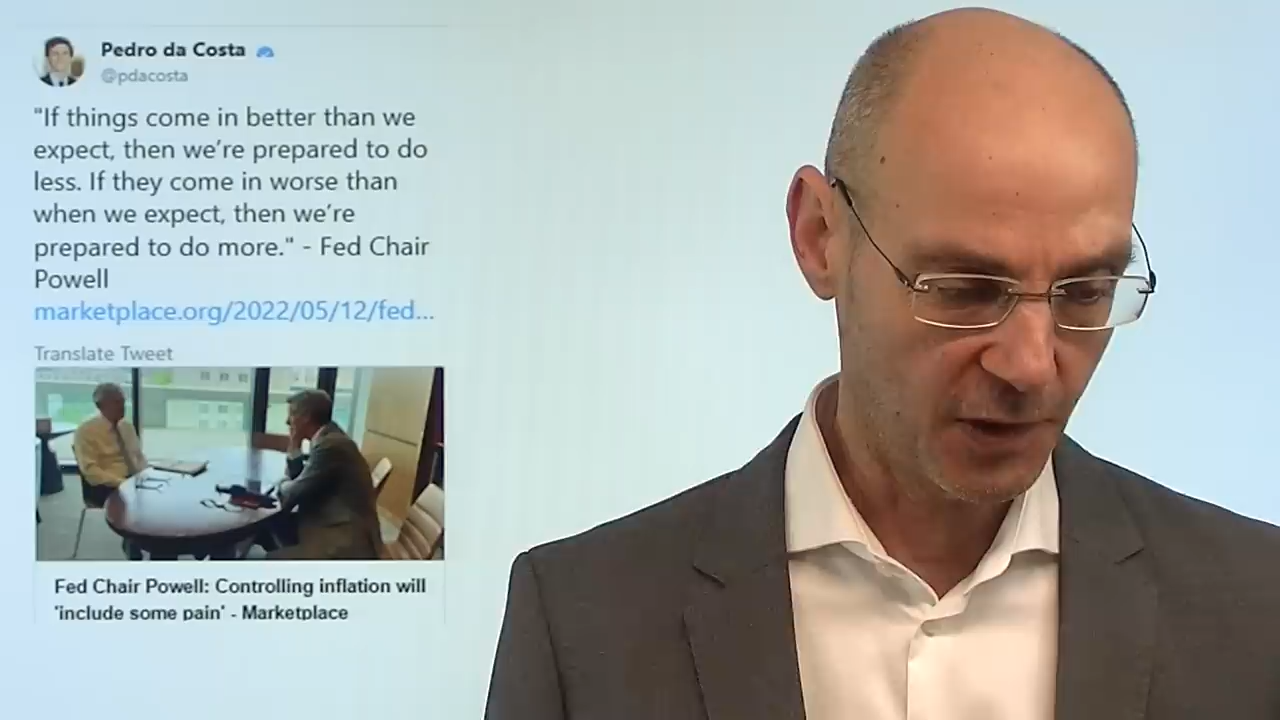 Pedro da Costa
@pdacosta
"If things come in better than we
expect, then we're prepared to do
less. If they come in worse than
when we expect, then we're
prepared to do more." - Fed Chair
Powell
marketplace.org/2022/05/12/fed...
Translate Tweet
Fed Chair Powell: Controlling inflation will
'include some pain' - Marketplace